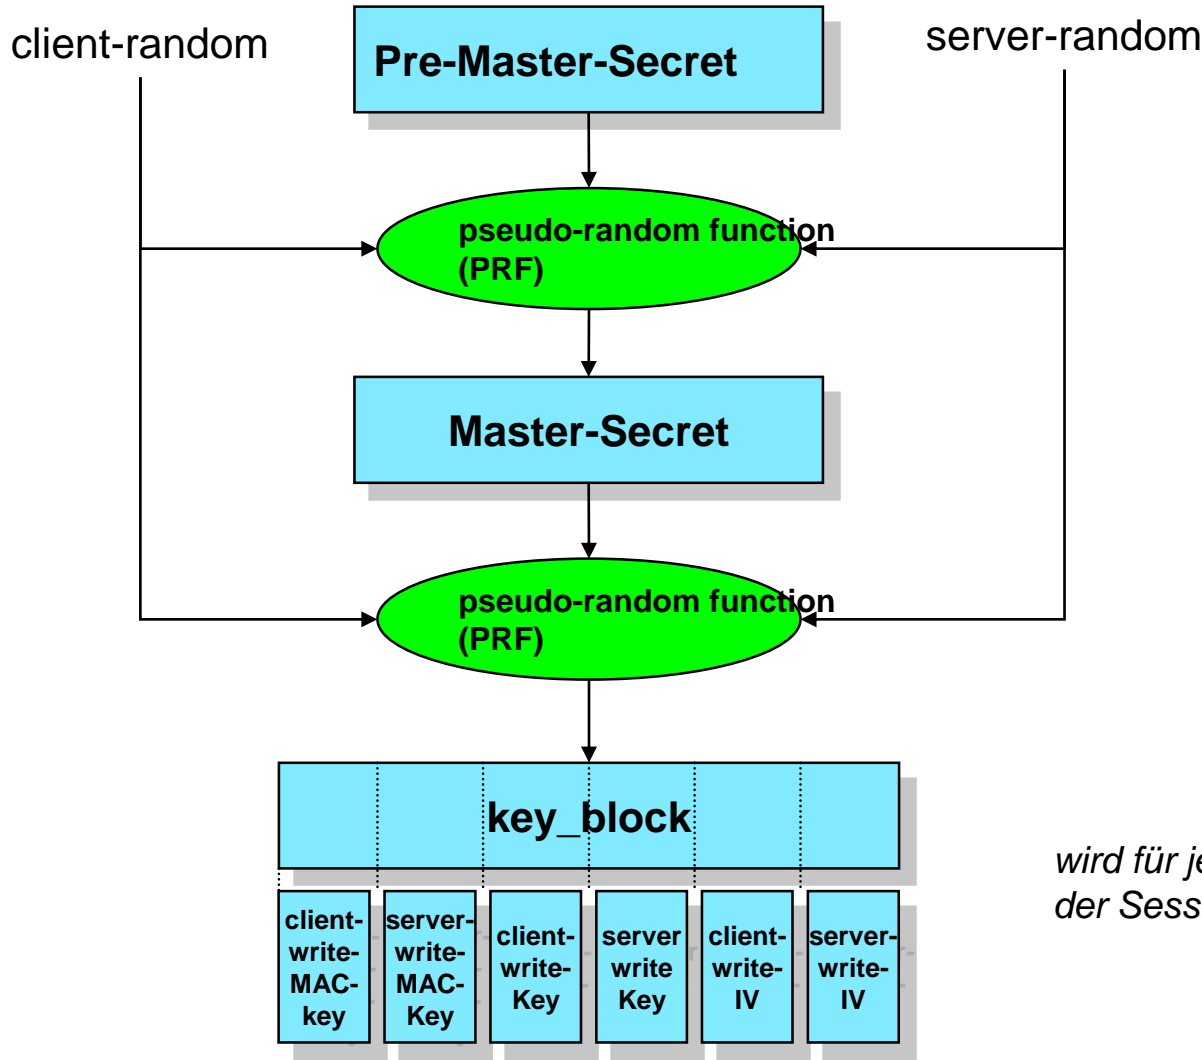 client-random
Pre-Master-Secret
server-random
pseudo-random function
(PRF)
Master-Secret
pseudo-random function
(PRF)
key_block
wird für je
der Sess
client-
write-
MAC-
key
server-
write-
MAC-
Key
client-
write-
Key
server
write
Key
client-
write-
IV
server-
write-
IV